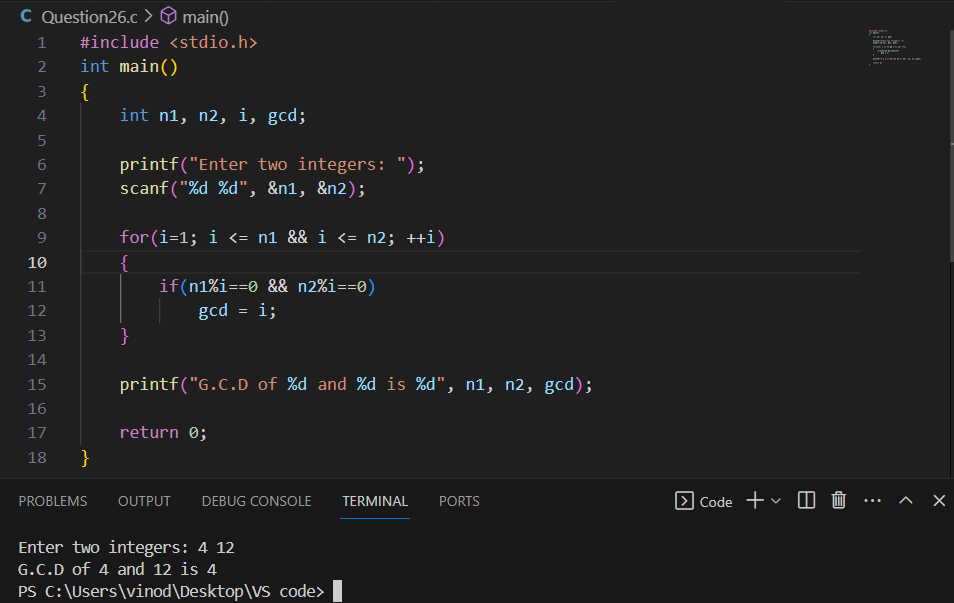 C Question26.c > main()
1 #include <stdio.h>
2 int main()
3 {
4     int n1, n2, i, gcd;
5
6     printf("Enter two integers: ");
7     scanf("%d %d", &n1, &n2);
8
9     for(i=1; i <= n1 && i <= n2; ++i)
10     {
11         if(n1%i==0 && n2%i==0)
12             gcd = i;
13     }
14
15     printf("G.C.D of %d and %d is %d", n1, n2, gcd);
16
17     return 0;
18 }
PROBLEMS OUTPUT DEBUG CONSOLE TERMINAL PORTS Code
Enter two integers: 4 12
G.C.D of 4 and 12 is 4
PS C:\Users\vinod\Desktop\VS code>